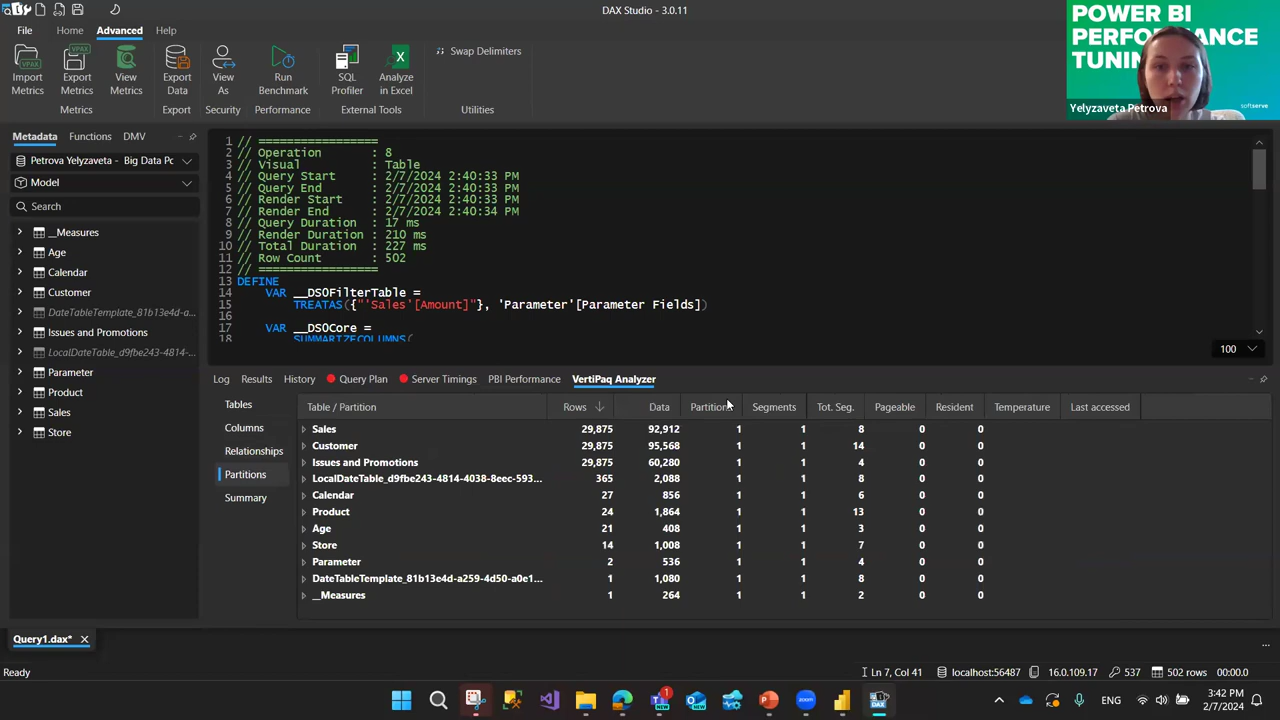 DAX Studio - 3.0.11
File Home Advanced Help
Import Metrics
Export Metrics
View Metrics
Export Data
View As
Run Benchmark
SQL Profiler
Analyze in Excel
Swap Delimiters
Metrics Export Security Performance External Tools Utilities
POWER BI
PERFORMANCE
TUNIN
Yelyzaveta Petrova
softserve
Metadata Functions DMV
Petrova Yelyzaveta - Big Data Pc
Model
Search
__Measures
Age
Calendar
Customer
DateTableTemplate_81b13e4d-a...
Issues and Promotions
LocalDateTable_d9fbe243-4814-...
Parameter
Product
Sales
Store
1 // =================
2 // Operation : 8
3 // Visual : Table
4 // Query Start : 2/7/2024 2:40:33 PM
5 // Query End : 2/7/2024 2:40:33 PM
6 // Render Start : 2/7/2024 2:40:33 PM
7 // Render End : 2/7/2024 2:40:34 PM
8 // Query Duration : 17 ms
9 // Render Duration : 210 ms
10 // Total Duration : 227 ms
11 // Row Count : 502
12 // =================
13 DEFINE
14 VAR __DS0FilterTable =
15 TREATAS({"'Sales'[Amount]"}, 'Parameter'[Parameter Fields])
16
17 VAR __DS0Core =
18 SUMMARIZECOLUMNS(
100
Log Results History Query Plan Server Timings PBI Performance VertiPaq Analyzer
Tables
Columns
Relationships
Partitions
Summary
Table / Partition Rows Data Partitions Segments Tot. Seg. Pageable Resident Temperature Last accessed
Sales 29,875 92,912 1 1 8 0 0
Customer 29,875 95,568 1 1 14 0 0
Issues and Promotions 29,875 60,280 1 1 4 0 0
LocalDateTable_d9fbe243-4814-4038-8eec-593... 365 2,088 1 1 8 0 0
Calendar 27 856 1 1 6 0 0
Product 24 1,864 1 1 13 0 0
Age 21 408 1 1 3 0 0
Store 14 1,008 1 1 7 0 0
Parameter 2 536 1 1 4 0 0
DateTableTemplate_81b13e4d-a259-4d50-a0e1... 1 1,080 1 1 8 0 0
__Measures 1 264 1 1 2 0 0
Query1.dax*
Ready Ln 7, Col 41 localhost:56487 16.0.109.17 537 502 rows 00:00.0
ENG 3:42 PM
2/7/2024